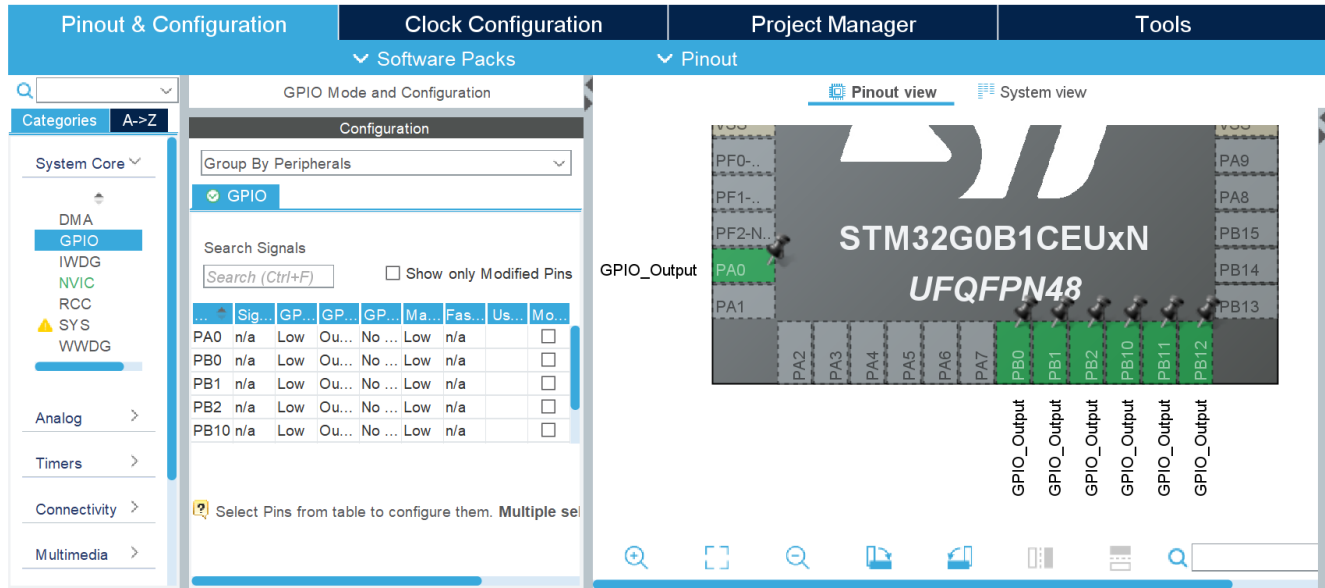 Pinout & Configuration
Clock Configuration
Project Manager
Tools
Software Packs
Pinout
Categories
A->Z
System Core
DMA
GPIO
IWDG
NVIC
RCC
SYS
WWDG
Analog
Timers
Connectivity
Multimedia
GPIO Mode and Configuration
Configuration
Group By Peripherals
GPIO
Search Signals
Search (Ctrl+F)
Show only Modified Pins
... Sig... GP... GP... GP... Ma... Fas... Us... Mo...
PA0 n/a Low Ou... No ... Low n/a
PB0 n/a Low Ou... No ... Low n/a
PB1 n/a Low Ou... No ... Low n/a
PB2 n/a Low Ou... No ... Low n/a
PB10 n/a Low Ou... No ... Low n/a
Select Pins from table to configure them. Multiple sel
Pinout view
System view
VSS
VSS
PF0-..
PF1-..
PF2-N..
GPIO_Output
PA0
PA1
STM32G0B1CEUxN
UFQFPN48
PA9
PA8
PB15
PB14
PB13
PA2
PA3
PA4
PA5
PA6
PA7
PB0
PB1
PB2
PB10
PB11
PB12
GPIO_Output
GPIO_Output
GPIO_Output
GPIO_Output
GPIO_Output
GPIO_Output